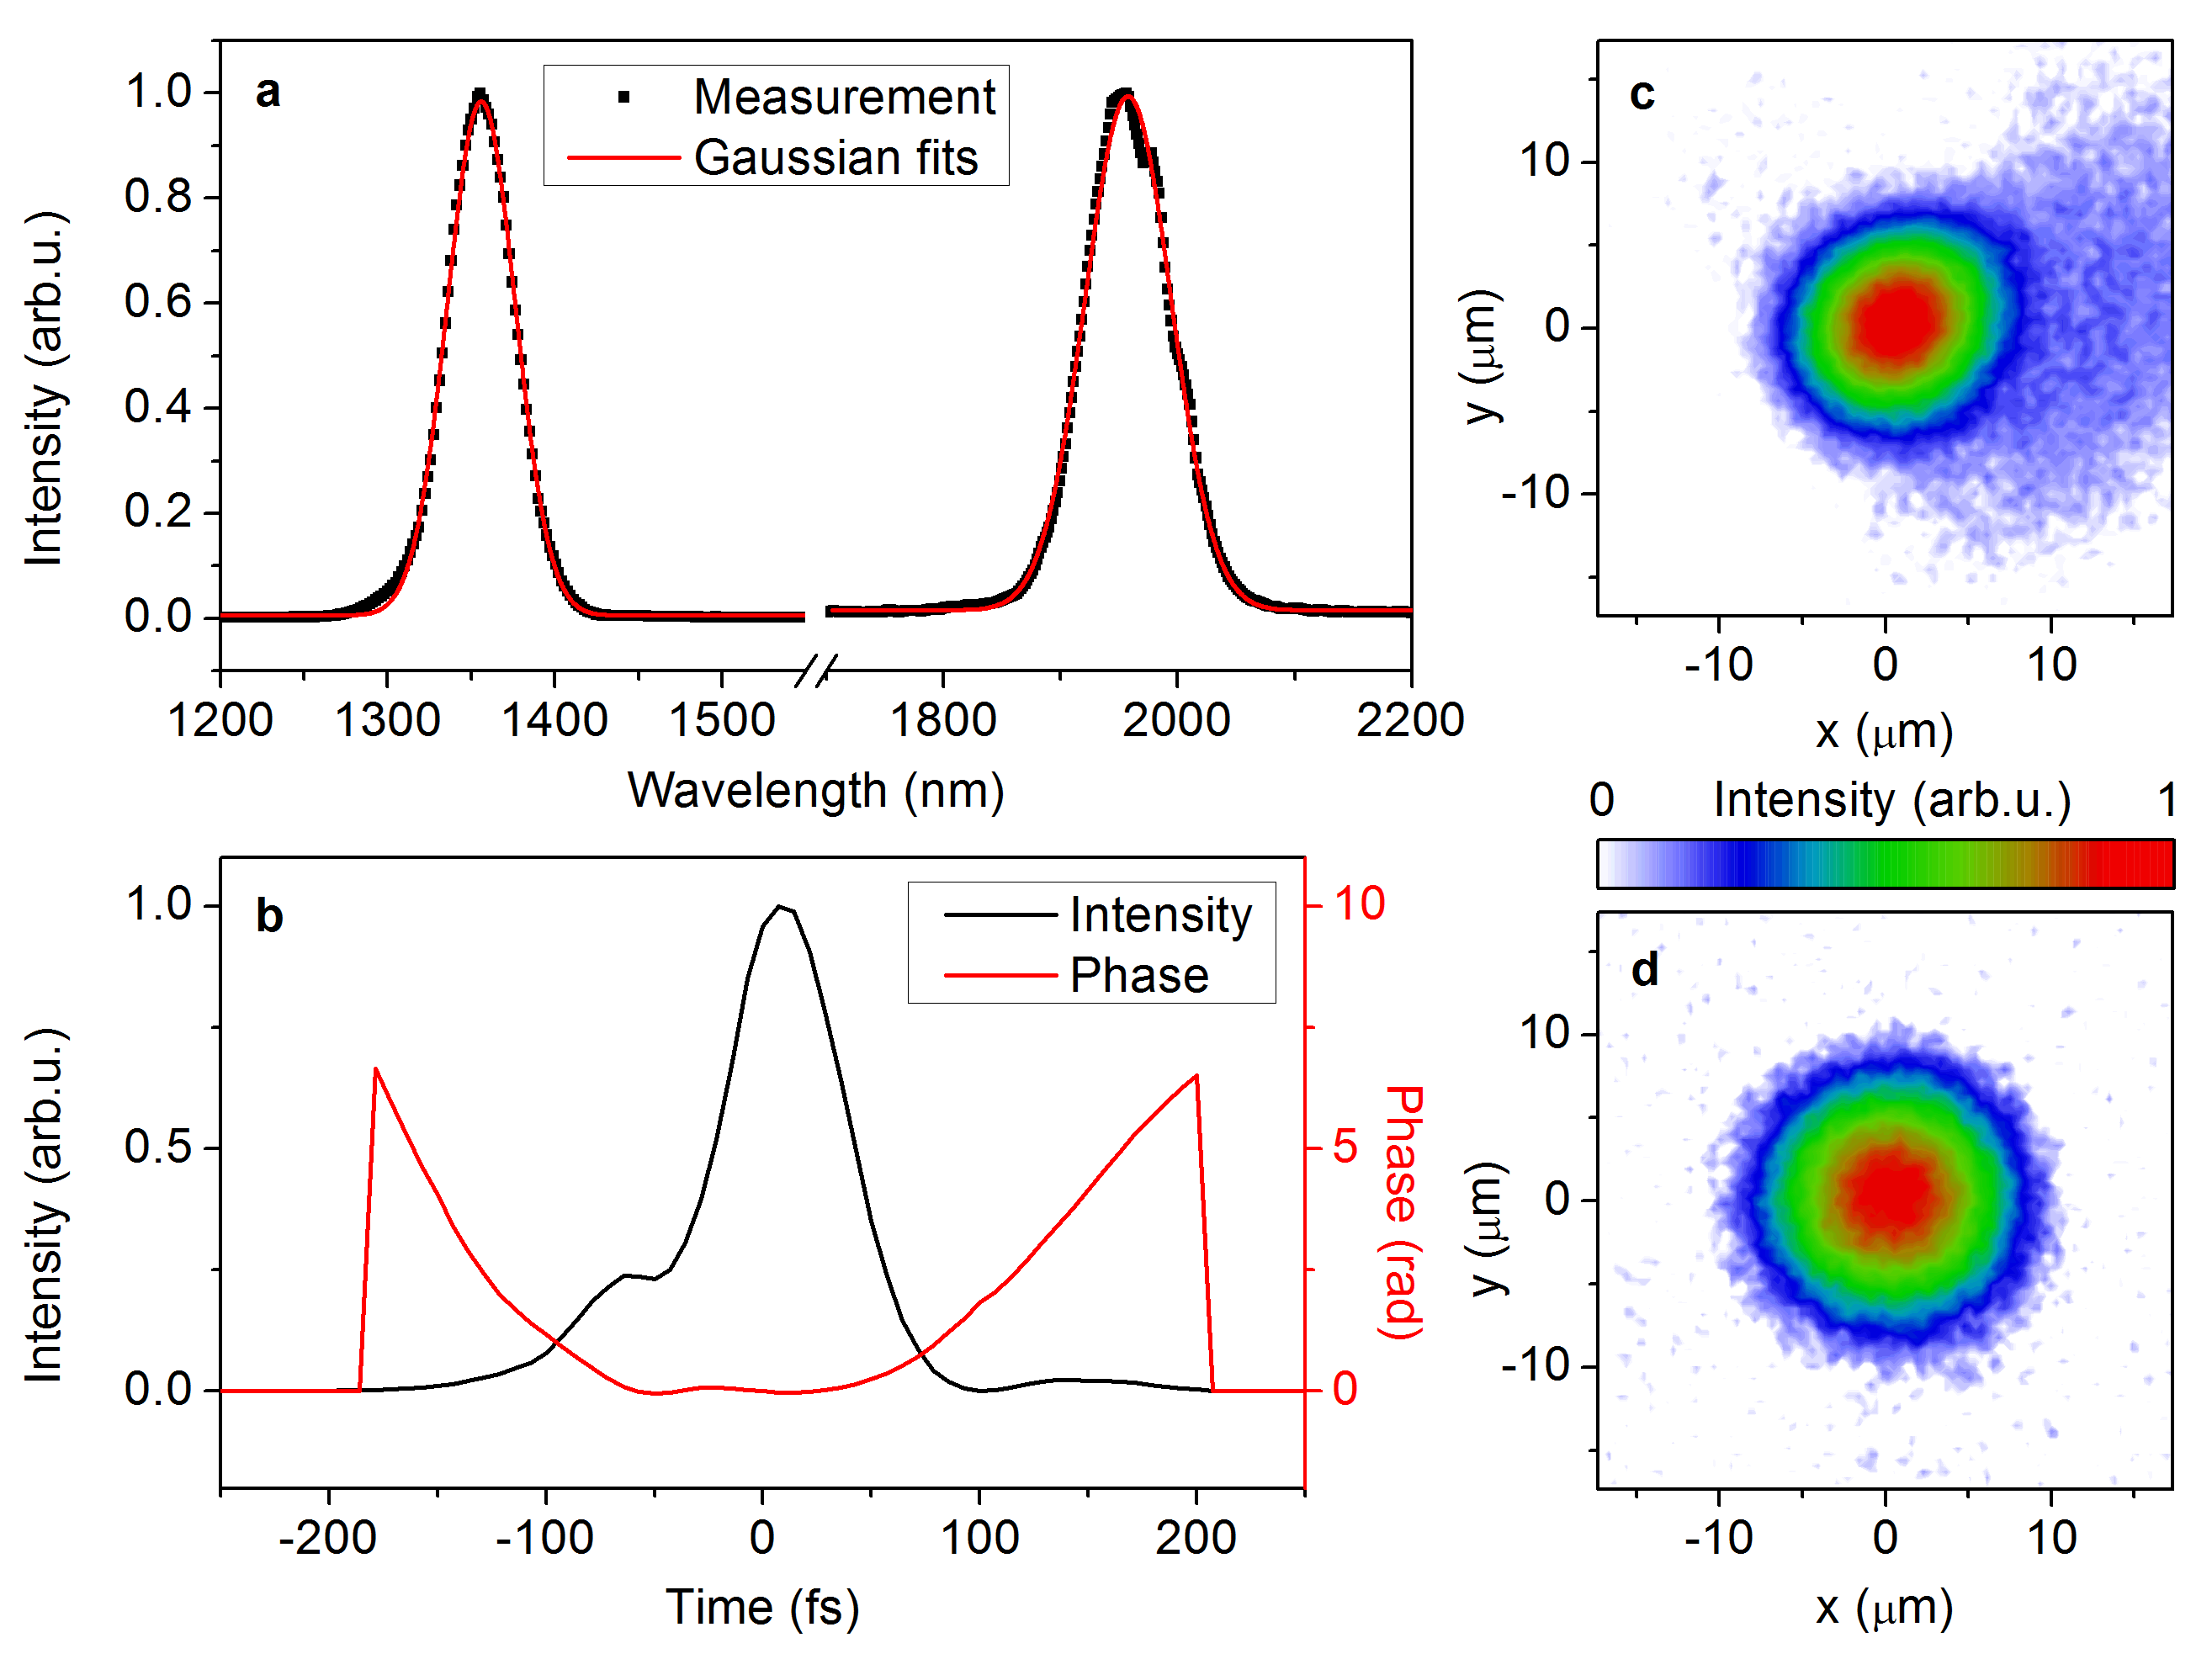 a
Measurement
Gaussian fits
1.0
0.8
0.6
0.4
0.2
0.0
Intensity (arb.u.)
1200 1300 1400 1500 1800 2000 2200
Wavelength (nm)
c
10
0
-10
y (μm)
-10 0 10
x (μm)
0 Intensity (arb.u.) 1
b
Intensity
Phase
1.0
0.5
0.0
Intensity (arb.u.)
10
5
0
Phase (rad)
-200 -100 0 100 200
Time (fs)
d
10
0
-10
y (μm)
-10 0 10
x (μm)